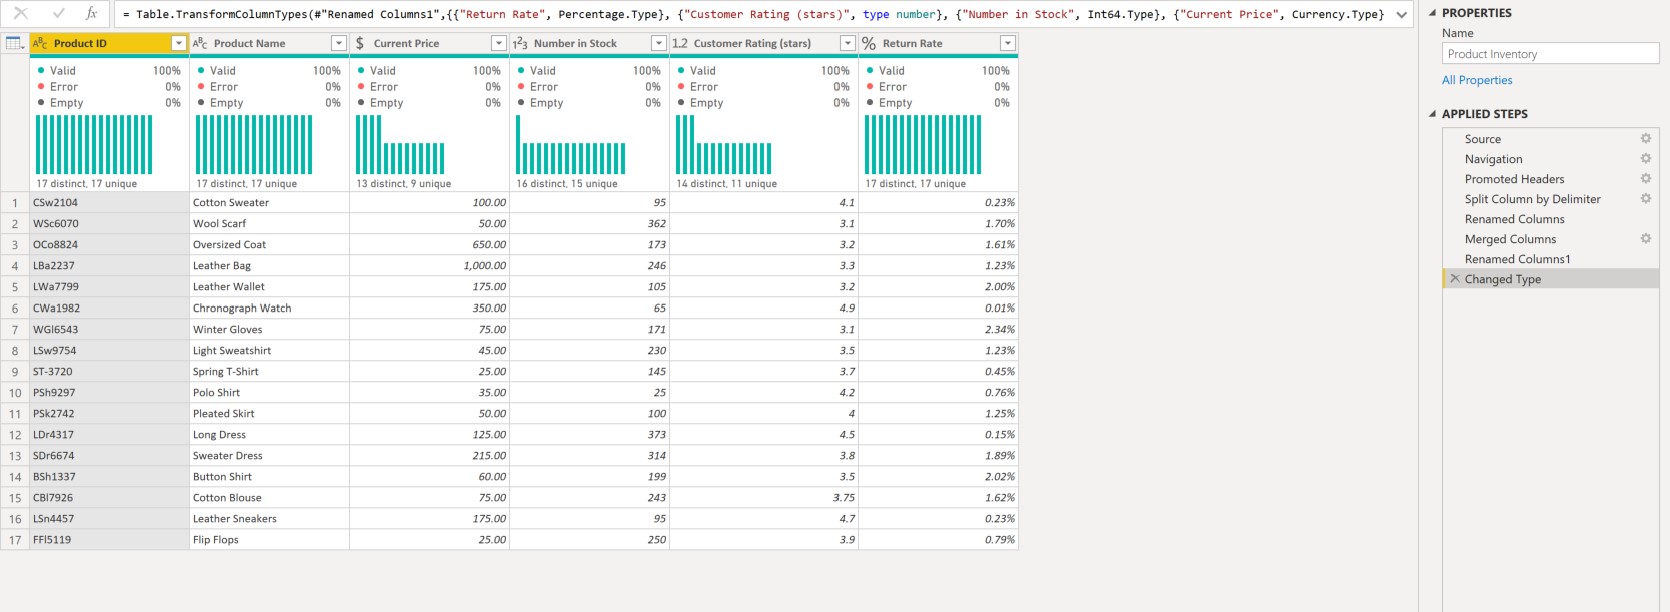 fx = Table.TransformColumnTypes(#"Renamed Columns1",{{"Return Rate", Percentage.Type}, {"Customer Rating (stars)", type number}, {"Number in Stock", Int64.Type}, {"Current Price", Currency.Type}
ABC Product ID ABC Product Name $ Current Price 123 Number in Stock 1.2 Customer Rating (stars) % Return Rate
Valid 100% Valid 100% Valid 100% Valid 100% Valid 100% Valid 100%
Error 0% Error 0% Error 0% Error 0% Error 0% Error 0%
Empty 0% Empty 0% Empty 0% Empty 0% Empty 0% Empty 0%
17 distinct, 17 unique 17 distinct, 17 unique 13 distinct, 9 unique 16 distinct, 15 unique 14 distinct, 11 unique 17 distinct, 17 unique
1 CSw2104 Cotton Sweater 100.00 95 4.1 0.23%
2 WSc6070 Wool Scarf 50.00 362 3.1 1.70%
3 OCo8824 Oversized Coat 650.00 173 3.2 1.61%
4 LBa2237 Leather Bag 1,000.00 246 3.3 1.23%
5 LWa7799 Leather Wallet 175.00 105 3.2 2.00%
6 CWa1982 Chronograph Watch 350.00 65 4.9 0.01%
7 WGl6543 Winter Gloves 75.00 171 3.1 2.34%
8 LSw9754 Light Sweatshirt 45.00 230 3.5 1.23%
9 ST-3720 Spring T-Shirt 25.00 145 3.7 0.45%
10 PSh9297 Polo Shirt 35.00 25 4.2 0.76%
11 PSk2742 Pleated Skirt 50.00 100 4 1.25%
12 LDr4317 Long Dress 125.00 373 4.5 0.15%
13 SDr6674 Sweater Dress 215.00 314 3.8 1.89%
14 BSh1337 Button Shirt 60.00 199 3.5 2.02%
15 CBl7926 Cotton Blouse 75.00 243 3.75 1.62%
16 LSn4457 Leather Sneakers 175.00 95 4.7 0.23%
17 FFl5119 Flip Flops 25.00 250 3.9 0.79%
PROPERTIES
Name
Product Inventory
All Properties
APPLIED STEPS
Source
Navigation
Promoted Headers
Split Column by Delimiter
Renamed Columns
Merged Columns
Renamed Columns1
Changed Type